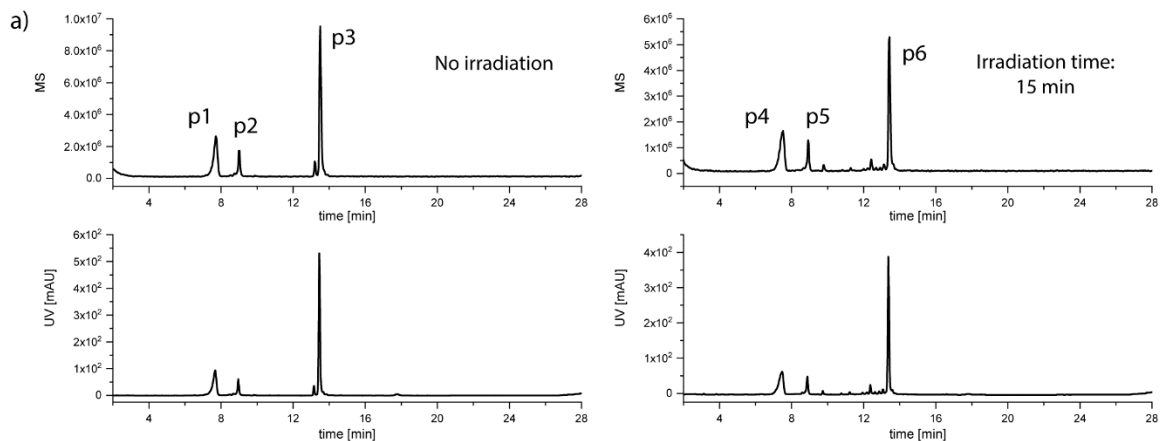 a)
1.0x10⁷
8.0x10⁶
6.0x10⁶
4.0x10⁶
2.0x10⁶
0.0
MS
p1
p2
p3
No irradiation
4 8 12 16 20 24 28
time [min]
6x10⁶
5x10⁶
4x10⁶
3x10⁶
2x10⁶
1x10⁶
0
MS
p4
p5
p6
Irradiation time:
15 min
4 8 12 16 20 24 28
time [min]
6x10²
5x10²
4x10²
3x10²
2x10²
1x10²
0
UV [mAU]
4 8 12 16 20 24 28
time [min]
4x10²
3x10²
2x10²
1x10²
0
UV [mAU]
4 8 12 16 20 24 28
time [min]